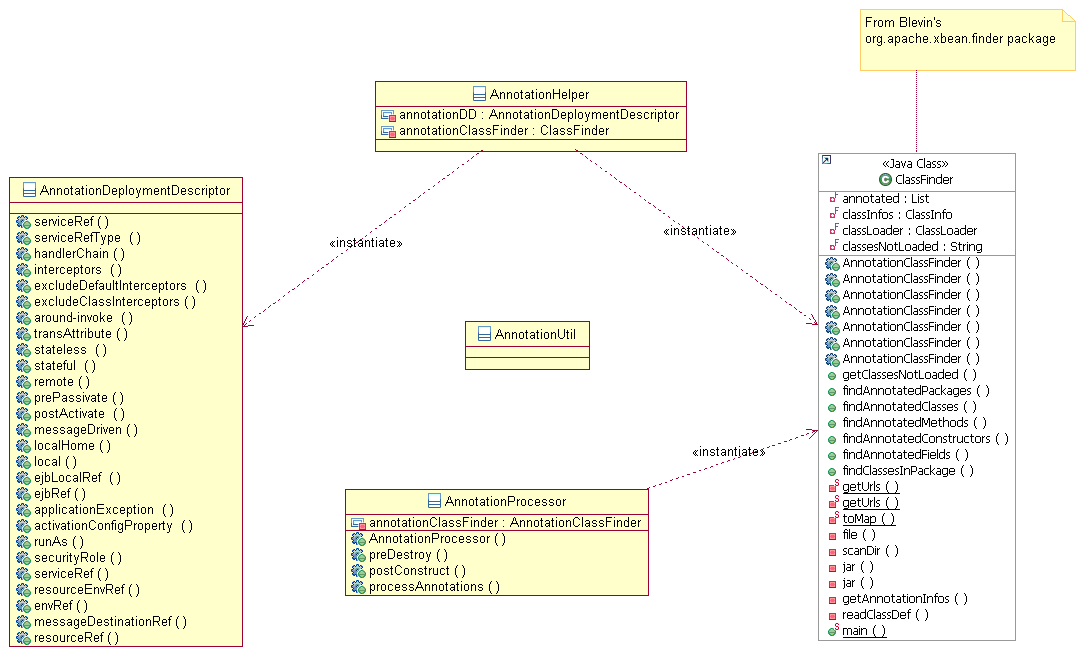 From Blevin's
org.apache.xbean.finder package
AnnotationHelper
annotationDD : AnnotationDeploymentDescriptor
annotationClassFinder : ClassFinder
AnnotationDeploymentDescriptor
serviceRef ( )
serviceRefType ( )
handlerChain ( )
interceptors ( )
excludeDefaultInterceptors ( )
excludeClassInterceptors ( )
around-invoke ( )
transAttribute ( )
stateless ( )
stateful ( )
remote ( )
prePassivate ( )
postActivate ( )
messageDriven ( )
localHome ( )
local ( )
ejbLocalRef ( )
ejbRef ( )
applicationException ( )
activationConfigProperty ( )
runAs ( )
securityRole ( )
serviceRef ( )
resourceEnvRef ( )
envRef ( )
messageDestinationRef ( )
resourceRef ( )
«instantiate»
«instantiate»
AnnotationUtil
«instantiate»
AnnotationProcessor
annotationClassFinder : AnnotationClassFinder
AnnotationProcessor ( )
preDestroy ( )
postConstruct ( )
processAnnotations ( )
«Java Class»
ClassFinder
annotated : List
classInfos : ClassInfo
classLoader : ClassLoader
classesNotLoaded : String
AnnotationClassFinder ( )
AnnotationClassFinder ( )
AnnotationClassFinder ( )
AnnotationClassFinder ( )
AnnotationClassFinder ( )
AnnotationClassFinder ( )
AnnotationClassFinder ( )
getClassesNotLoaded ( )
findAnnotatedPackages ( )
findAnnotatedClasses ( )
findAnnotatedMethods ( )
findAnnotatedConstructors ( )
findAnnotatedFields ( )
findClassesInPackage ( )
getUrls ( )
getUrls ( )
toMap ( )
file ( )
scanDir ( )
jar ( )
jar ( )
getAnnotationInfos ( )
readClassDef ( )
main ( )